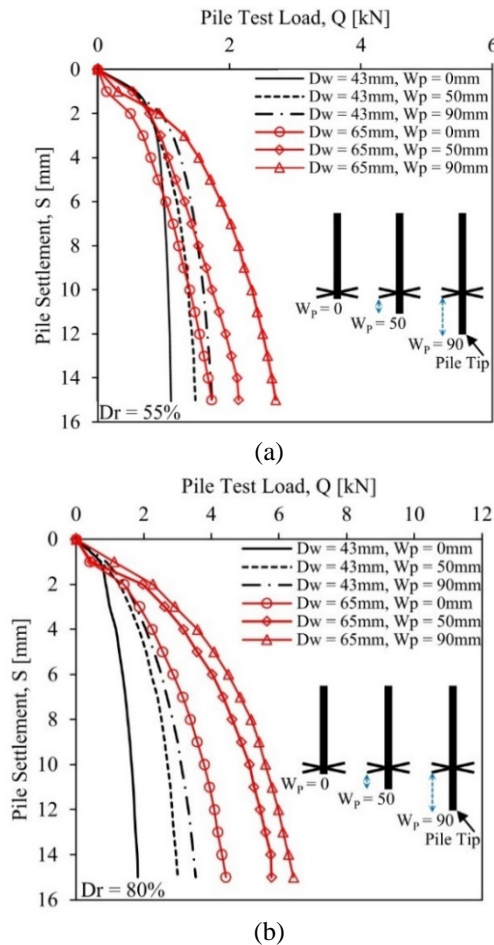 Pile Test Load, Q [kN]
0 2 4 6
0
2
4
6
8
10
12
14
16
Pile Settlement, S [mm]
Dw = 43mm, Wp = 0mm
Dw = 43mm, Wp = 50mm
Dw = 43mm, Wp = 90mm
Dw = 65mm, Wp = 0mm
Dw = 65mm, Wp = 50mm
Dw = 65mm, Wp = 90mm
WP = 0
WP = 50
WP = 90
Pile Tip
Dr = 55%
(a)
Pile Test Load, Q [kN]
0 2 4 6 8 10 12
0
2
4
6
8
10
12
14
16
Pile Settlement, S [mm]
Dw = 43mm, Wp = 0mm
Dw = 43mm, Wp = 50mm
Dw = 43mm, Wp = 90mm
Dw = 65mm, Wp = 0mm
Dw = 65mm, Wp = 50mm
Dw = 65mm, Wp = 90mm
WP = 0
WP = 50
WP = 90
Pile Tip
Dr = 80%
(b)